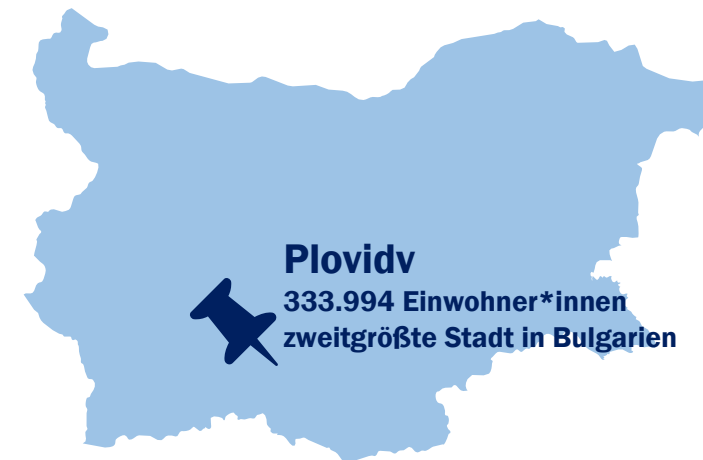 Plovidv
333.994 Einwohner*innen
zweitgrößte Stadt in Bulgarien